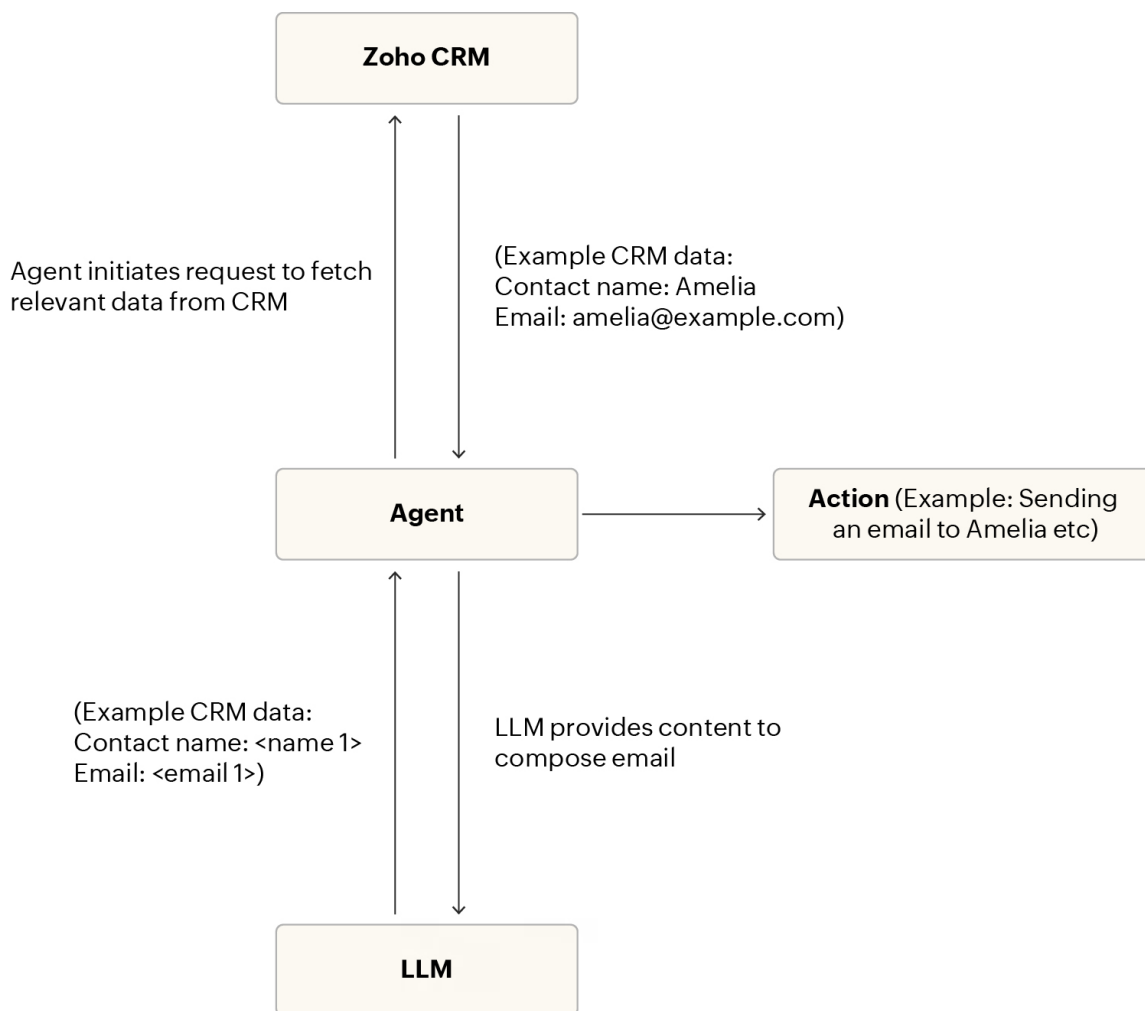 Zoho CRM
Agent initiates request to fetch
relevant data from CRM
(Example CRM data:
Contact name: Amelia
Email: amelia@example.com)
Agent
Action (Example: Sending
an email to Amelia etc)
(Example CRM data:
Contact name: <name 1>
Email: <email 1>)
LLM provides content to
compose email
LLM